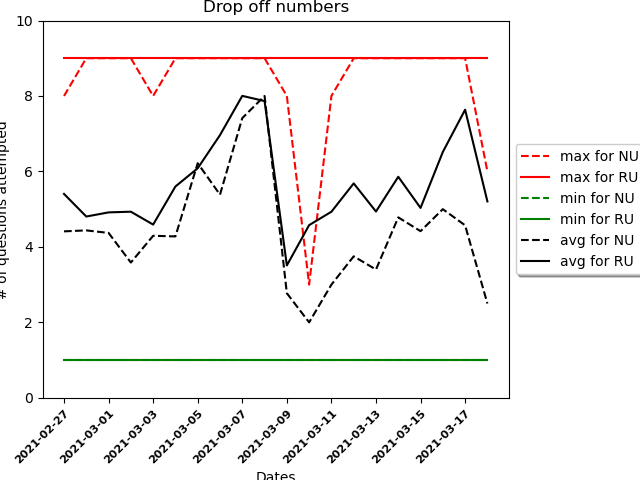 Drop off numbers
# of questions attempted
10
8
6
4
2
0
2021-02-27
2021-03-01
2021-03-03
2021-03-05
2021-03-07
2021-03-09
2021-03-11
2021-03-13
2021-03-15
2021-03-17
Dates
max for NU
max for RU
min for NU
min for RU
avg for NU
avg for RU